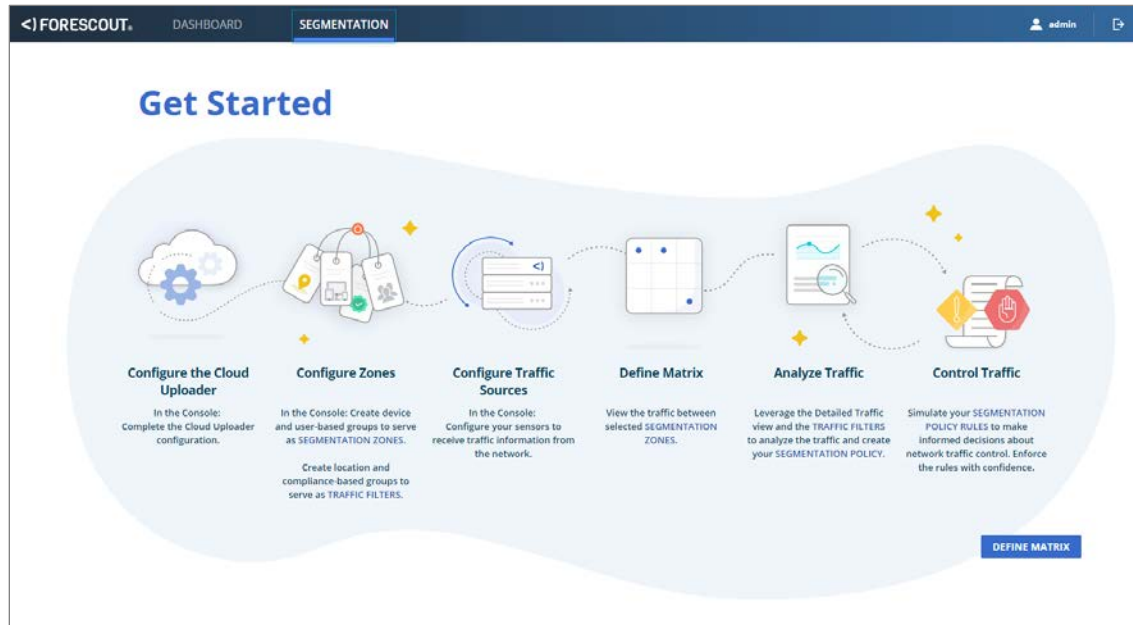 <) FORESCOUT. DASHBOARD SEGMENTATION admin
Get Started
<)
Configure the Cloud
Uploader
In the Console:
Complete the Cloud Uploader
configuration.
Configure Zones
In the Console: Create device
and user-based groups to serve
as SEGMENTATION ZONES.
Create location and
compliance-based groups to
serve as TRAFFIC FILTERS.
Configure Traffic
Sources
In the Console:
Configure your sensors to
receive traffic information from
the network.
Define Matrix
View the traffic between
selected SEGMENTATION
ZONES.
Analyze Traffic
Leverage the Detailed Traffic
view and the TRAFFIC FILTERS
to analyze the traffic and create
your SEGMENTATION POLICY.
Control Traffic
Simulate your SEGMENTATION
POLICY RULES to make
informed decisions about
network traffic control. Enforce
the rules with confidence.
DEFINE MATRIX